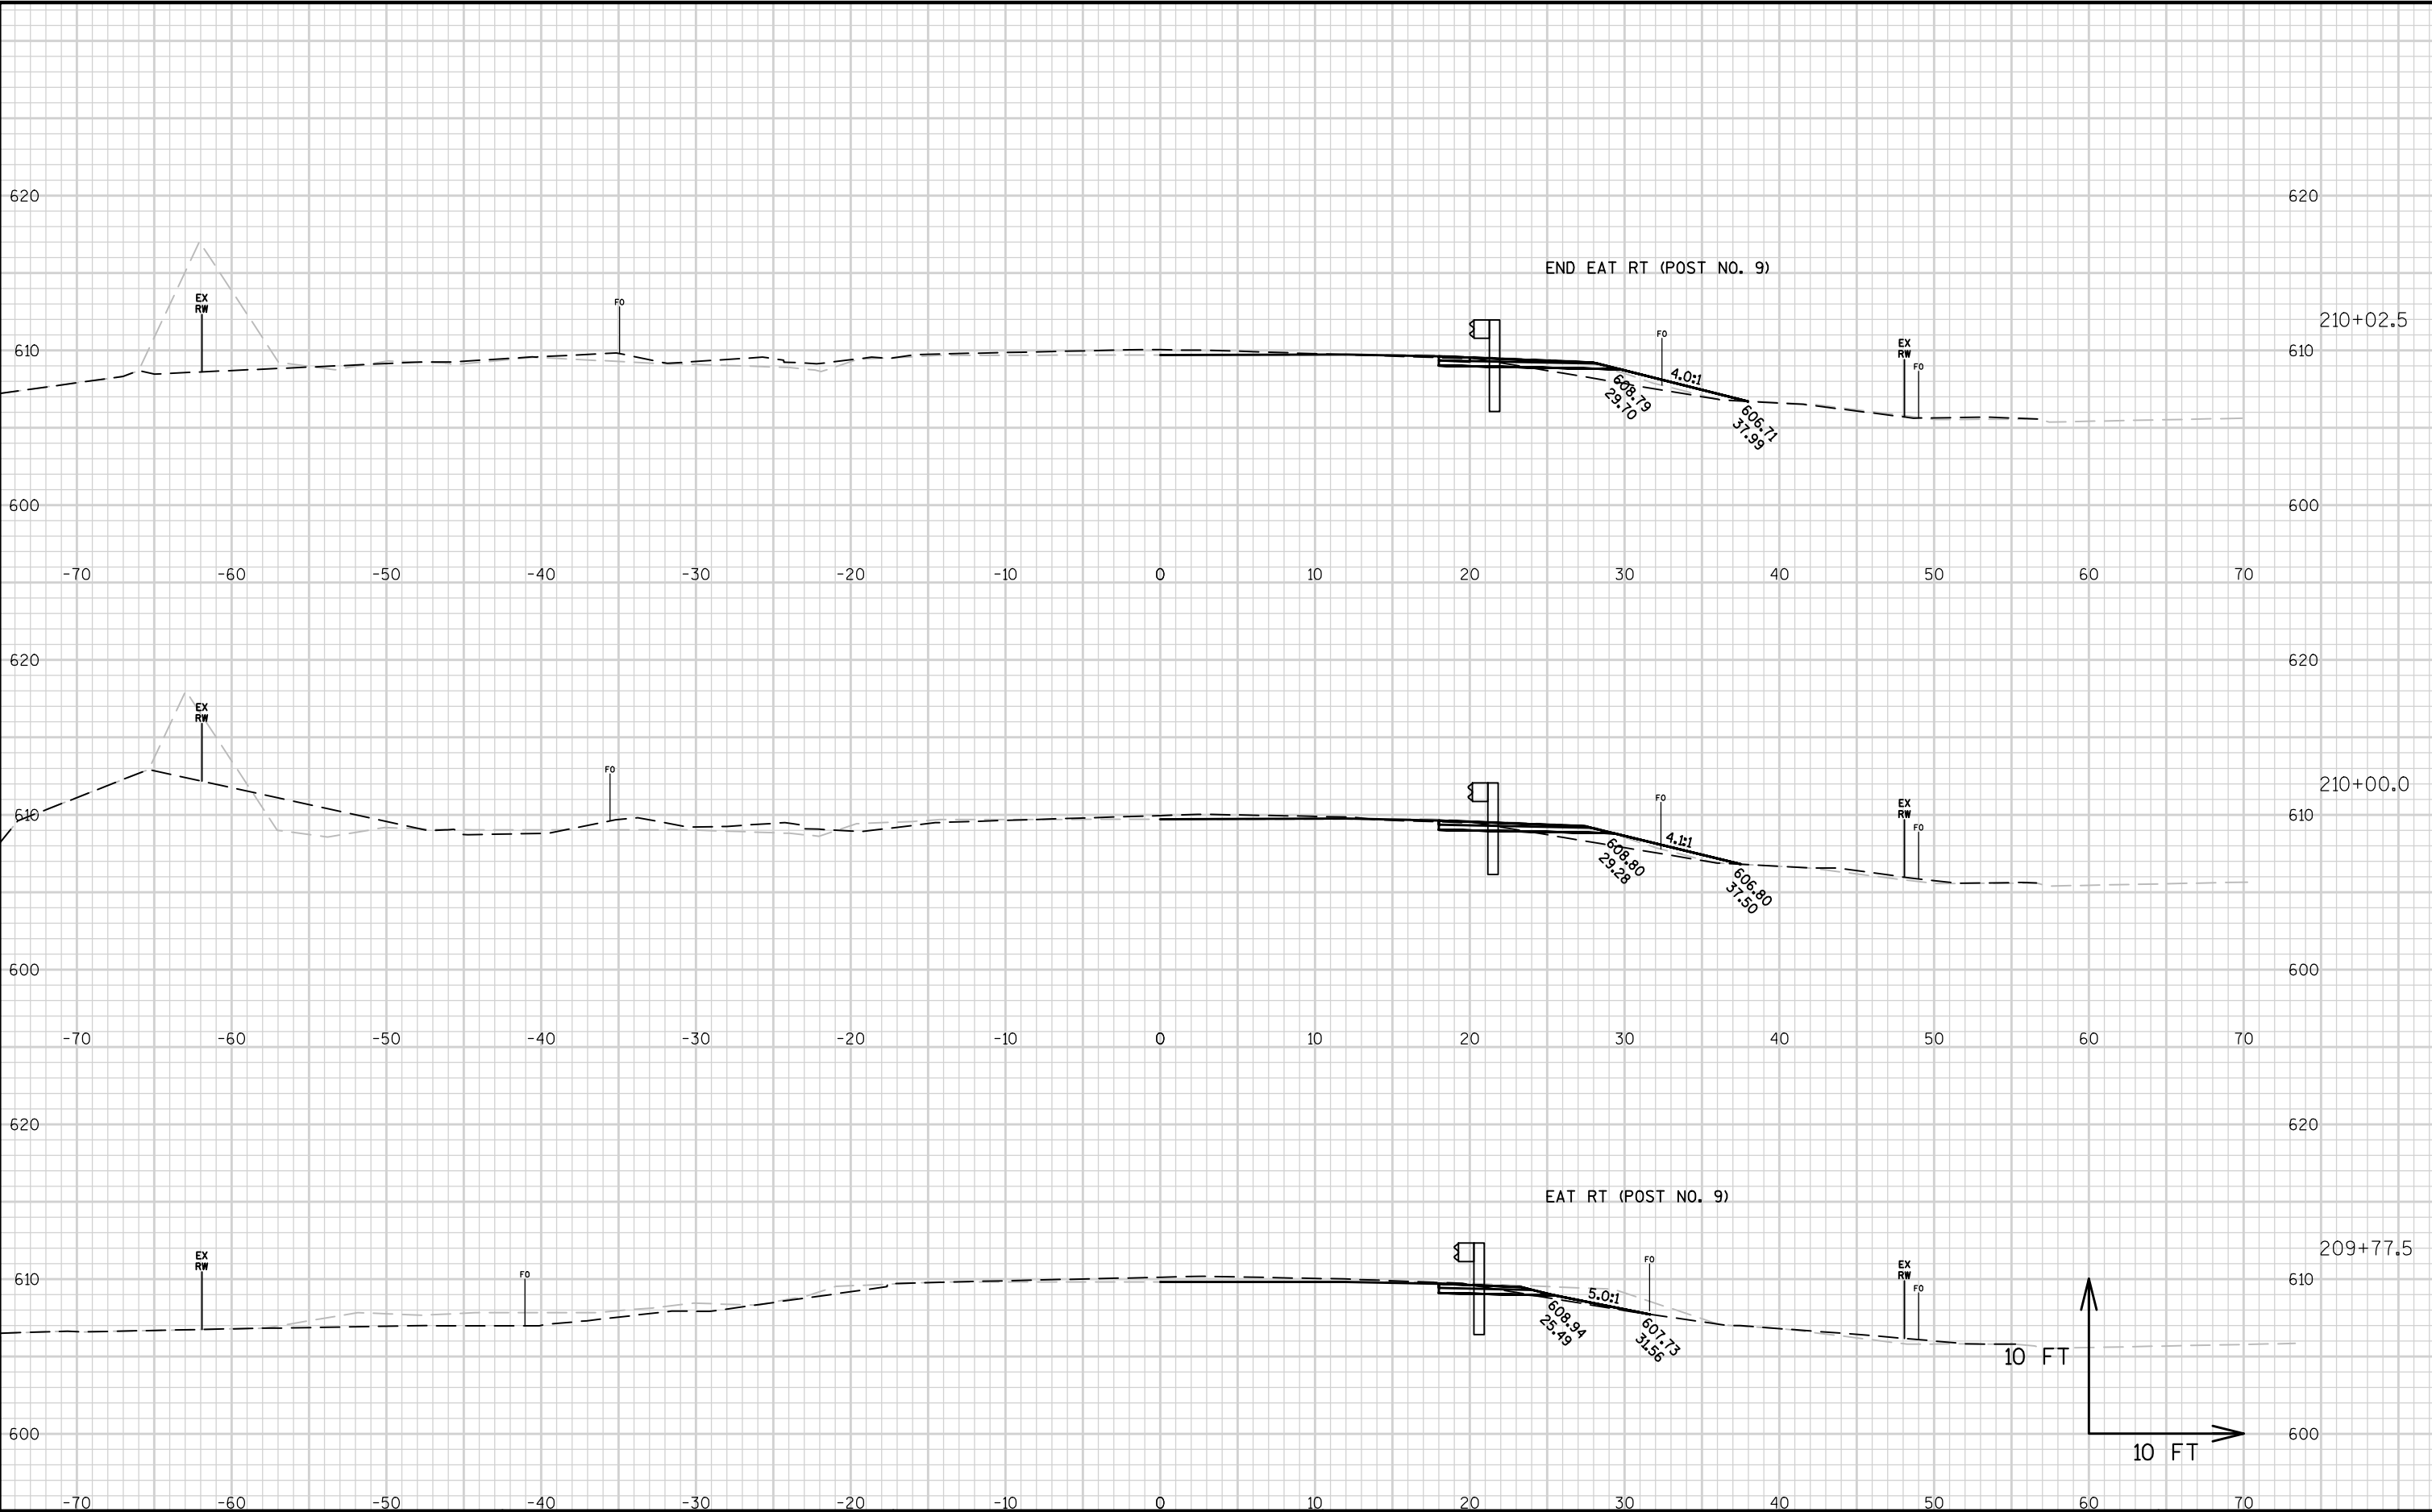 620 620
END EAT RT (POST NO. 9)
EX
RW
FO
210+02.5
FO
EX
RW
FO
610 610
4.0:1
608.79
29.70
606.71
37.99
600 600
-70 -60 -50 -40 -30 -20 -10 0 10 20 30 40 50 60 70
620 620
EX
RW
FO
210+00.0
FO
EX
RW
FO
610 610
4.1:1
608.80
29.28
606.80
37.50
600 600
-70 -60 -50 -40 -30 -20 -10 0 10 20 30 40 50 60 70
620 620
EAT RT (POST NO. 9)
209+77.5
EX
RW
FO
FO
EX
RW
FO
610 610
5.0:1
608.94
25.49
607.73
31.56
10 FT
600 600
10 FT
-70 -60 -50 -40 -30 -20 -10 0 10 20 30 40 50 60 70